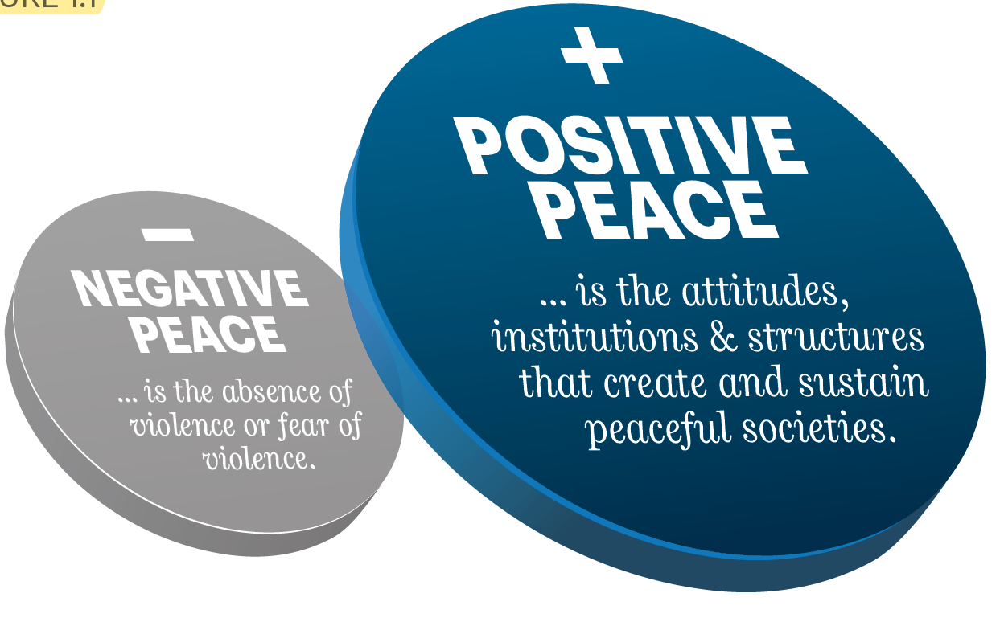 +
POSITIVE
PEACE
... is the attitudes,
institutions & structures
that create and sustain
peaceful societies.
–
NEGATIVE
PEACE
... is the absence of
violence or fear of
violence.